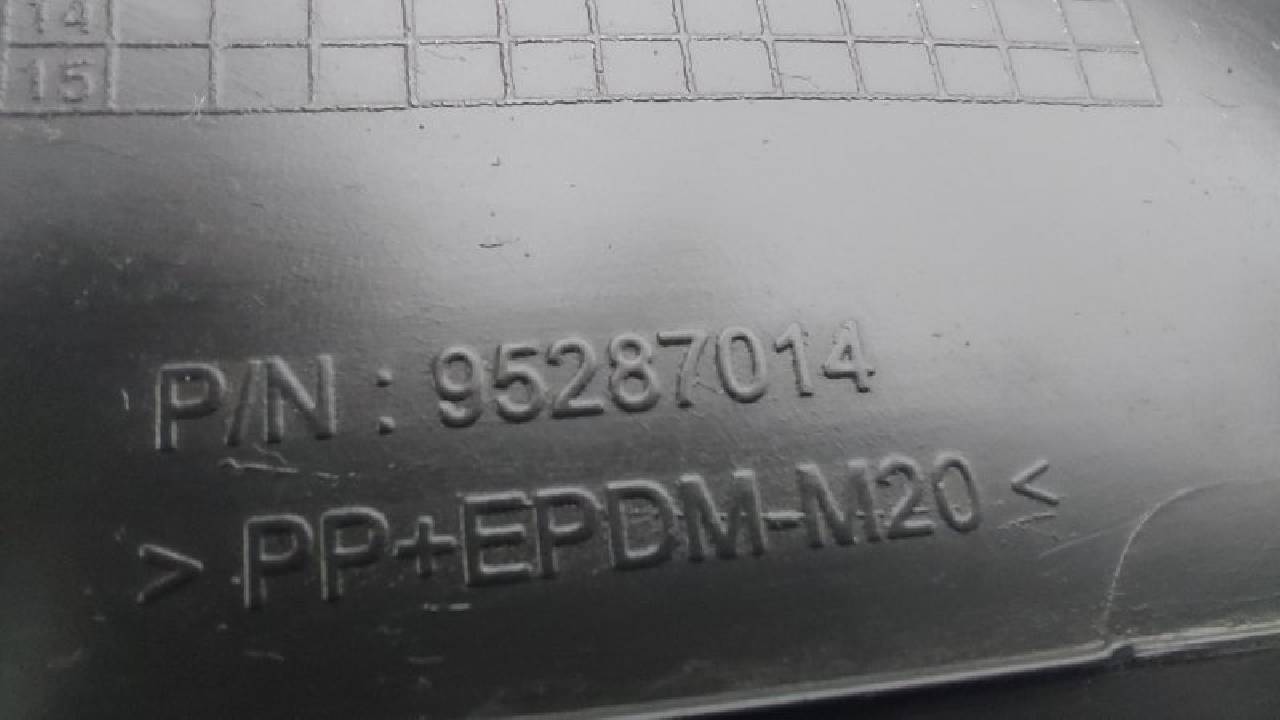 14
15
P/N : 95287014
> PP+EPDM-M20 <